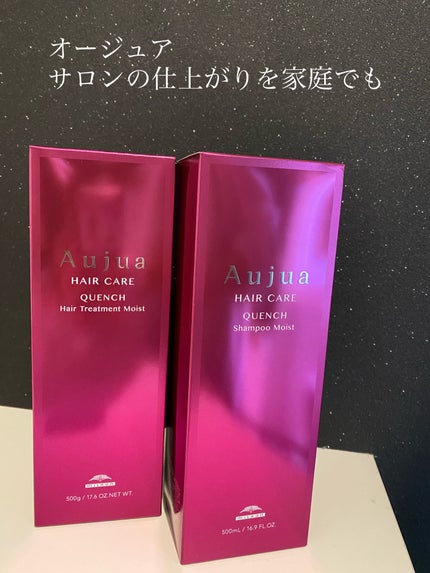 オージュア
サロンの仕上がりを家庭でも
Aujua
HAIR CARE
QUENCH
Hair Treatment Moist
MILBON
500g / 17.6 OZ.NET WT.
Aujua
HAIR CARE
QUENCH
Shampoo Moist
MILBON
500mL / 16.9 FL.OZ.